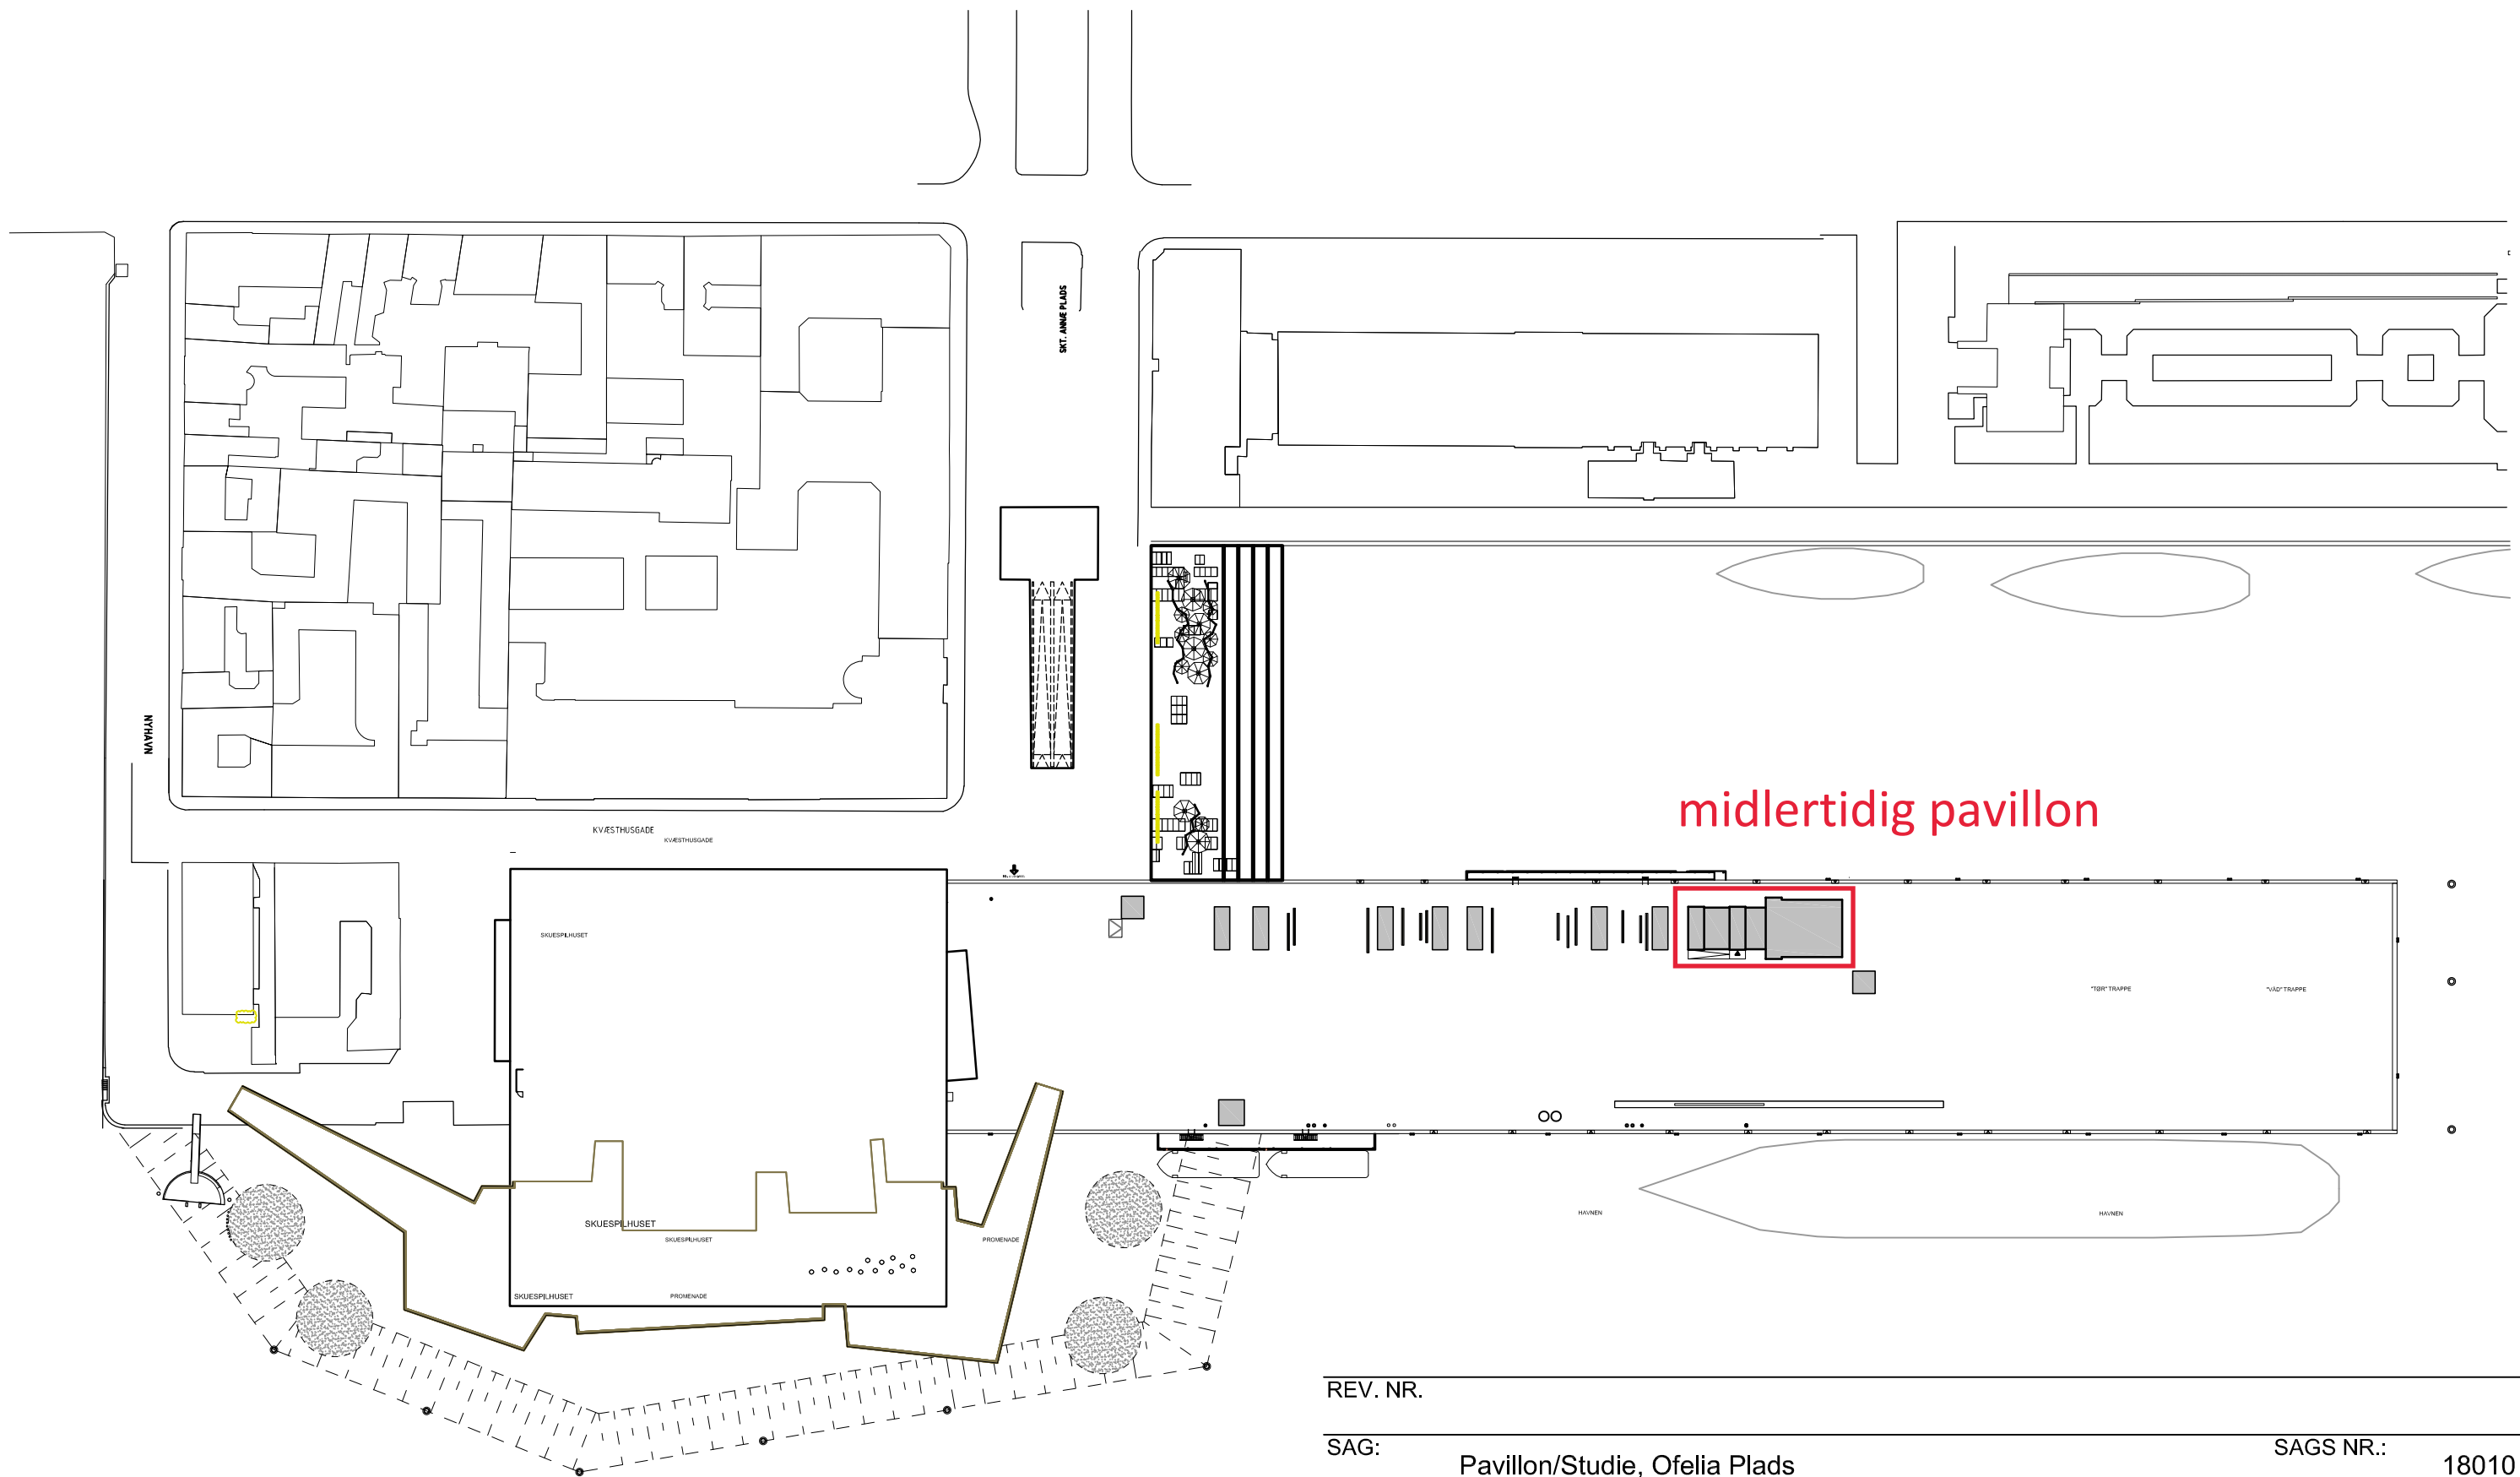 SKT. ANNÆ PLADS
NYHAVN
midlertidig pavillon
KVÆSTHUSGADE
KVÆSTHUSGADE
SKUESPILHUSET
"TØR" TRAPPE
"VÅD" TRAPPE
SKUESPILHUSET
SKUESPILHUSET
PROMENADE
HAVNEN
HAVNEN
SKUESPILHUSET
PROMENADE
REV. NR.
SAG:
SAGS NR.:
Pavillon/Studie, Ofelia Plads
18010